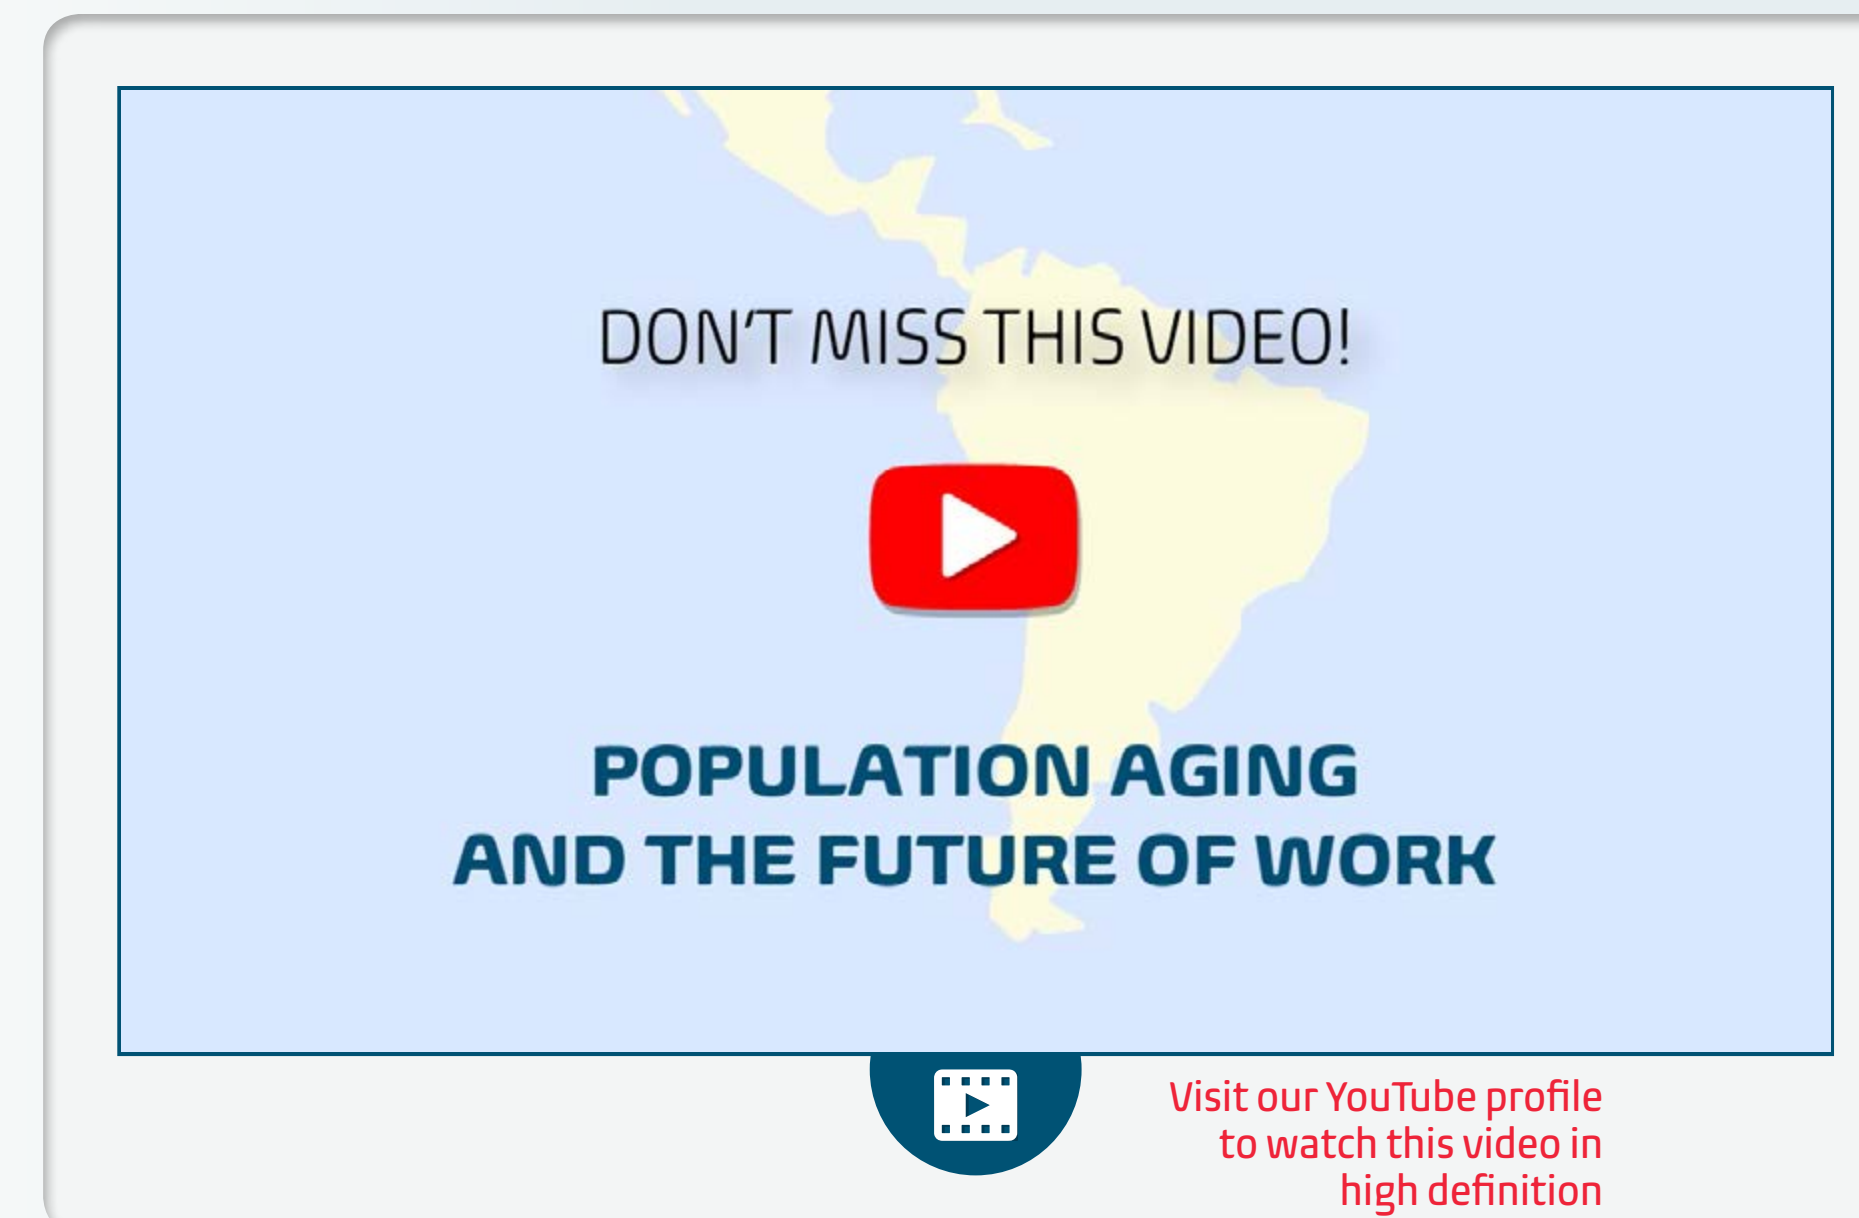 DON'T MISS THIS VIDEO!
POPULATION AGING
AND THE FUTURE OF WORK
Visit our YouTube profile
to watch this video in
high definition